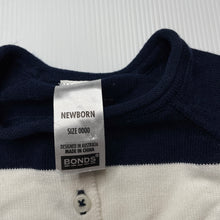 NEWBORN
SIZE 0000
DESIGNED IN AUSTRALIA
MADE IN CHINA
BONDS